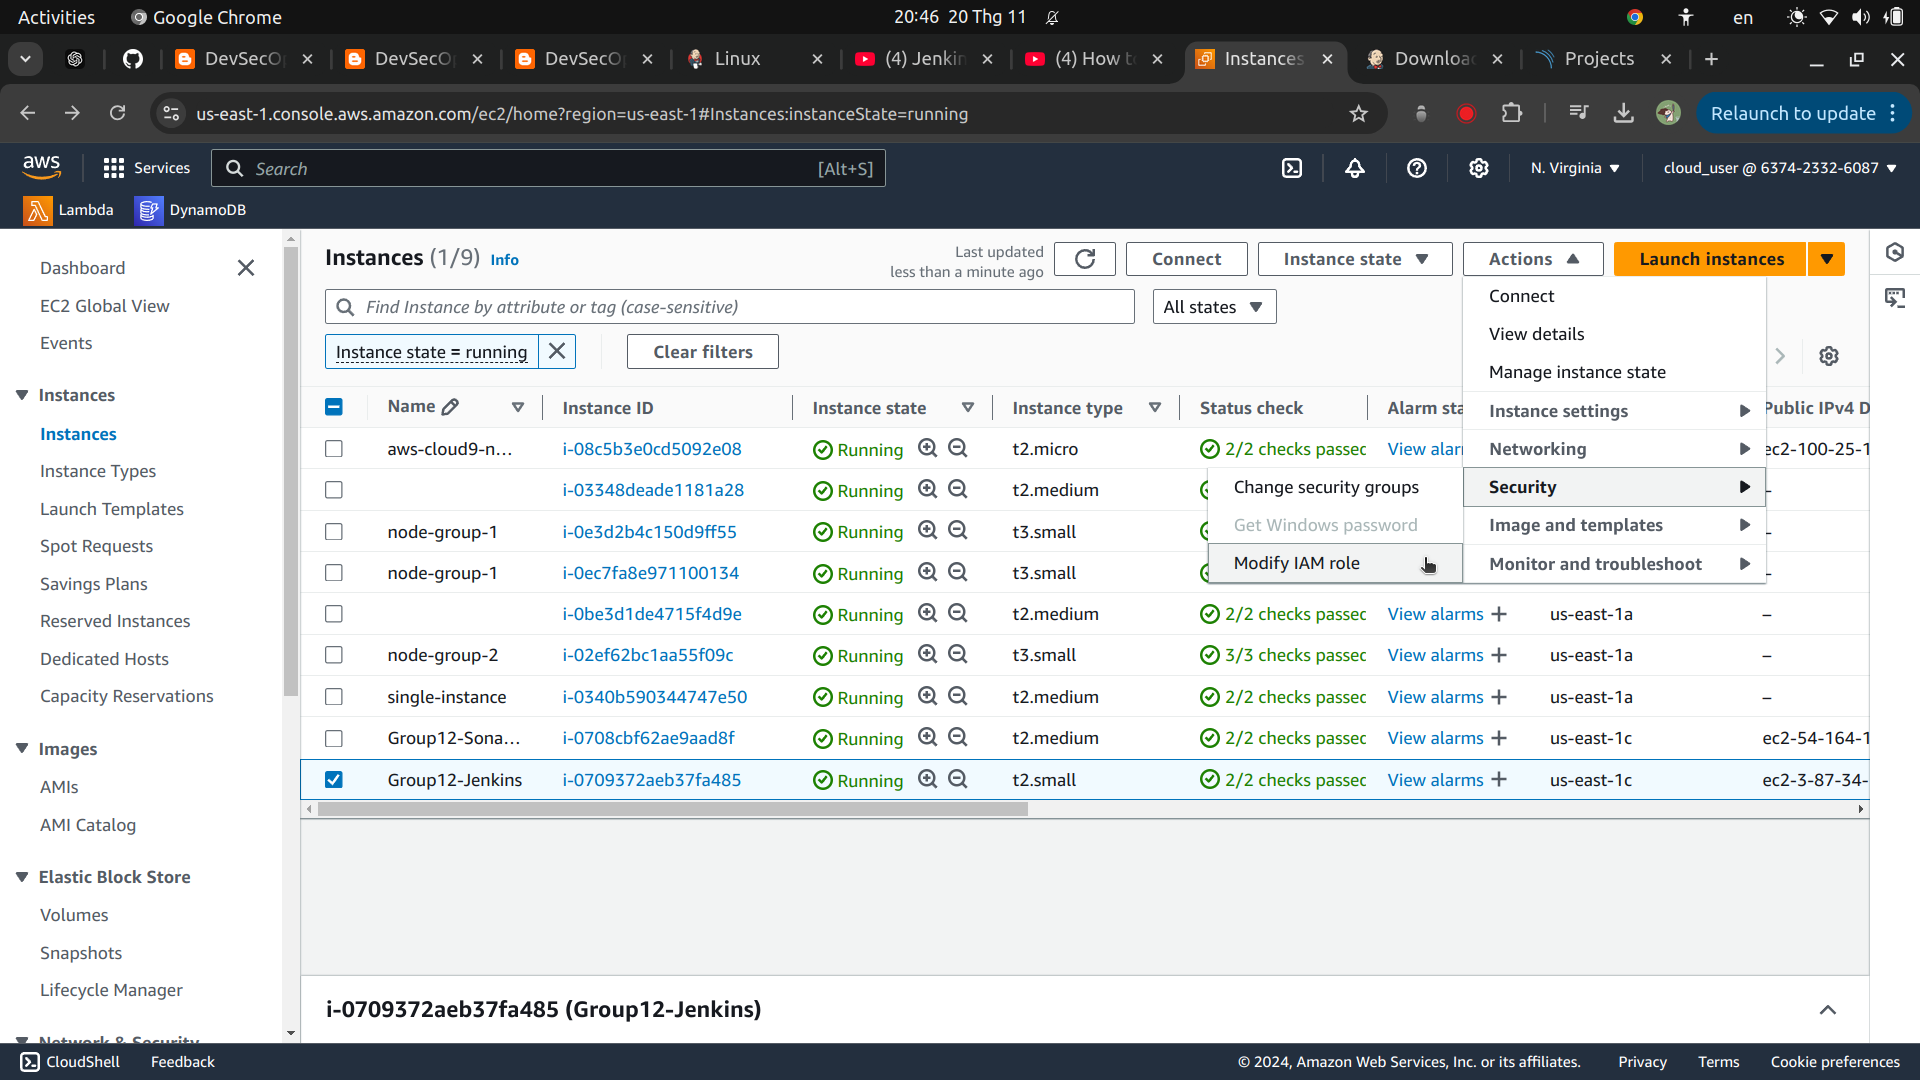 Activities
Google Chrome
20:46 20 Thg 11
en
DevSecO
DevSecO
DevSecO
Linux
(4) Jenkin
(4) How t
Instances
Downloa
Projects
us-east-1.console.aws.amazon.com/ec2/home?region=us-east-1#Instances:instanceState=running
Relaunch to update
aws
Services
Search
[Alt+S]
N. Virginia
cloud_user @ 6374-2332-6087
Lambda
DynamoDB
Dashboard
EC2 Global View
Events
Instances
Instances
Instance Types
Launch Templates
Spot Requests
Savings Plans
Reserved Instances
Dedicated Hosts
Capacity Reservations
Images
AMIs
AMI Catalog
Elastic Block Store
Volumes
Snapshots
Lifecycle Manager
Network & Security
Instances (1/9) Info
Last updated
less than a minute ago
Connect
Instance state
Actions
Launch instances
Find Instance by attribute or tag (case-sensitive)
All states
Instance state = running
Clear filters
Connect
View details
Manage instance state
Instance settings
Networking
Security
Image and templates
Monitor and troubleshoot
Change security groups
Get Windows password
Modify IAM role
Name Instance ID Instance state Instance type Status check Alarm sta Public IPv4 D
aws-cloud9-n... i-08c5b3e0cd5092e08 Running t2.micro 2/2 checks passed View alar ec2-100-25-1
i-03348deade1181a28 Running t2.medium –
node-group-1 i-0e3d2b4c150d9ff55 Running t3.small –
node-group-1 i-0ec7fa8e971100134 Running t3.small –
i-0be3d1de4715f4d9e Running t2.medium 2/2 checks passed View alarms + us-east-1a –
node-group-2 i-02ef62bc1aa55f09c Running t3.small 3/3 checks passed View alarms + us-east-1a –
single-instance i-0340b590344747e50 Running t2.medium 2/2 checks passed View alarms + us-east-1a –
Group12-Sona... i-0708cbf62ae9aad8f Running t2.medium 2/2 checks passed View alarms + us-east-1c ec2-54-164-1
Group12-Jenkins i-0709372aeb37fa485 Running t2.small 2/2 checks passed View alarms + us-east-1c ec2-3-87-34-
i-0709372aeb37fa485 (Group12-Jenkins)
CloudShell
Feedback
© 2024, Amazon Web Services, Inc. or its affiliates.
Privacy
Terms
Cookie preferences